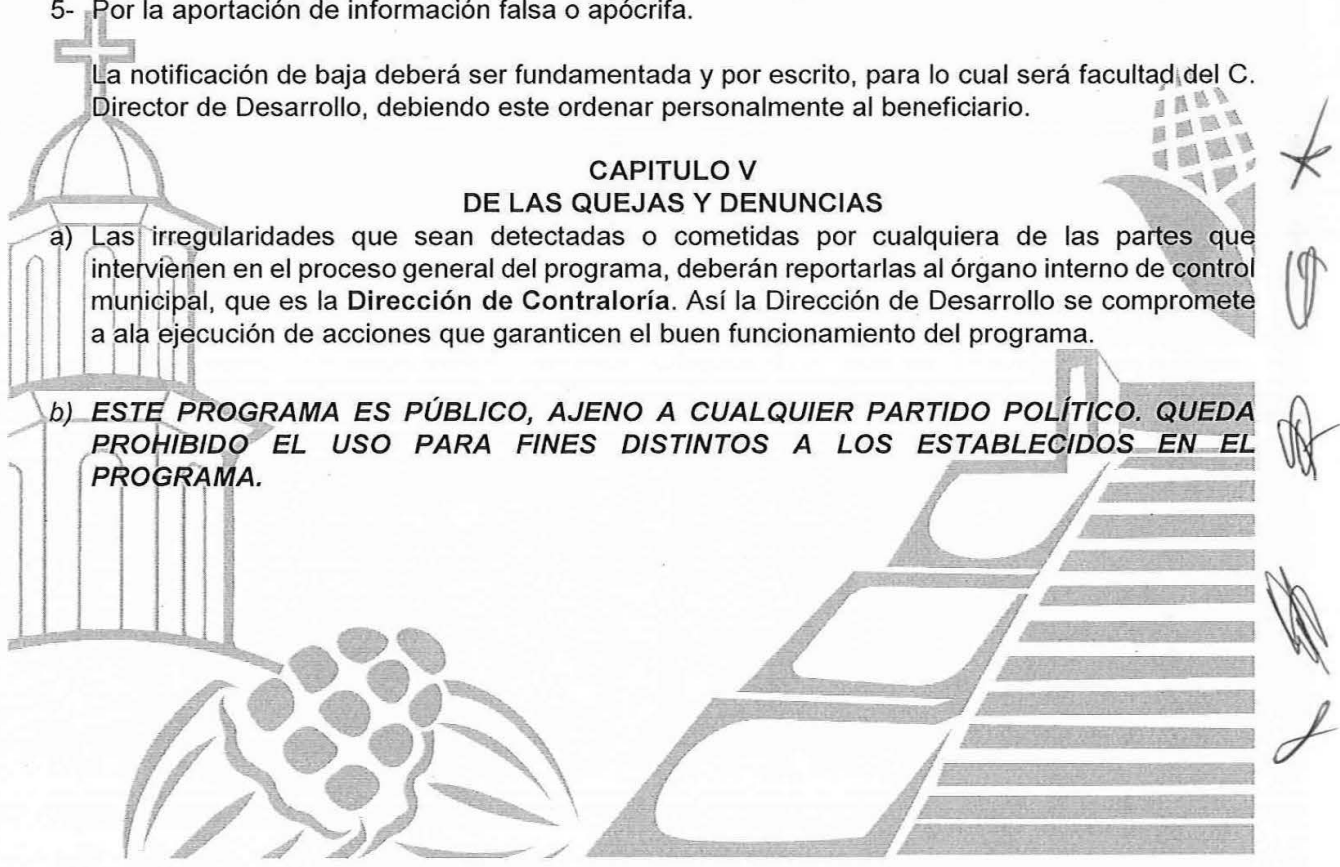 5- Por la aportación de información falsa o apócrifa.
La notificación de baja deberá ser fundamentada y por escrito, para lo cual será facultad del C.
Director de Desarrollo, debiendo este ordenar personalmente al beneficiario.
CAPITULO V
DE LAS QUEJAS Y DENUNCIAS
a) Las irregularidades que sean detectadas o cometidas por cualquiera de las partes que
intervienen en el proceso general del programa, deberán reportarlas al órgano interno de control
municipal, que es la Dirección de Contraloría. Así la Dirección de Desarrollo se compromete
a ala ejecución de acciones que garanticen el buen funcionamiento del programa.
b) ESTE PROGRAMA ES PÚBLICO, AJENO A CUALQUIER PARTIDO POLÍTICO. QUEDA
PROHIBIDO EL USO PARA FINES DISTINTOS A LOS ESTABLECIDOS EN EL
PROGRAMA.